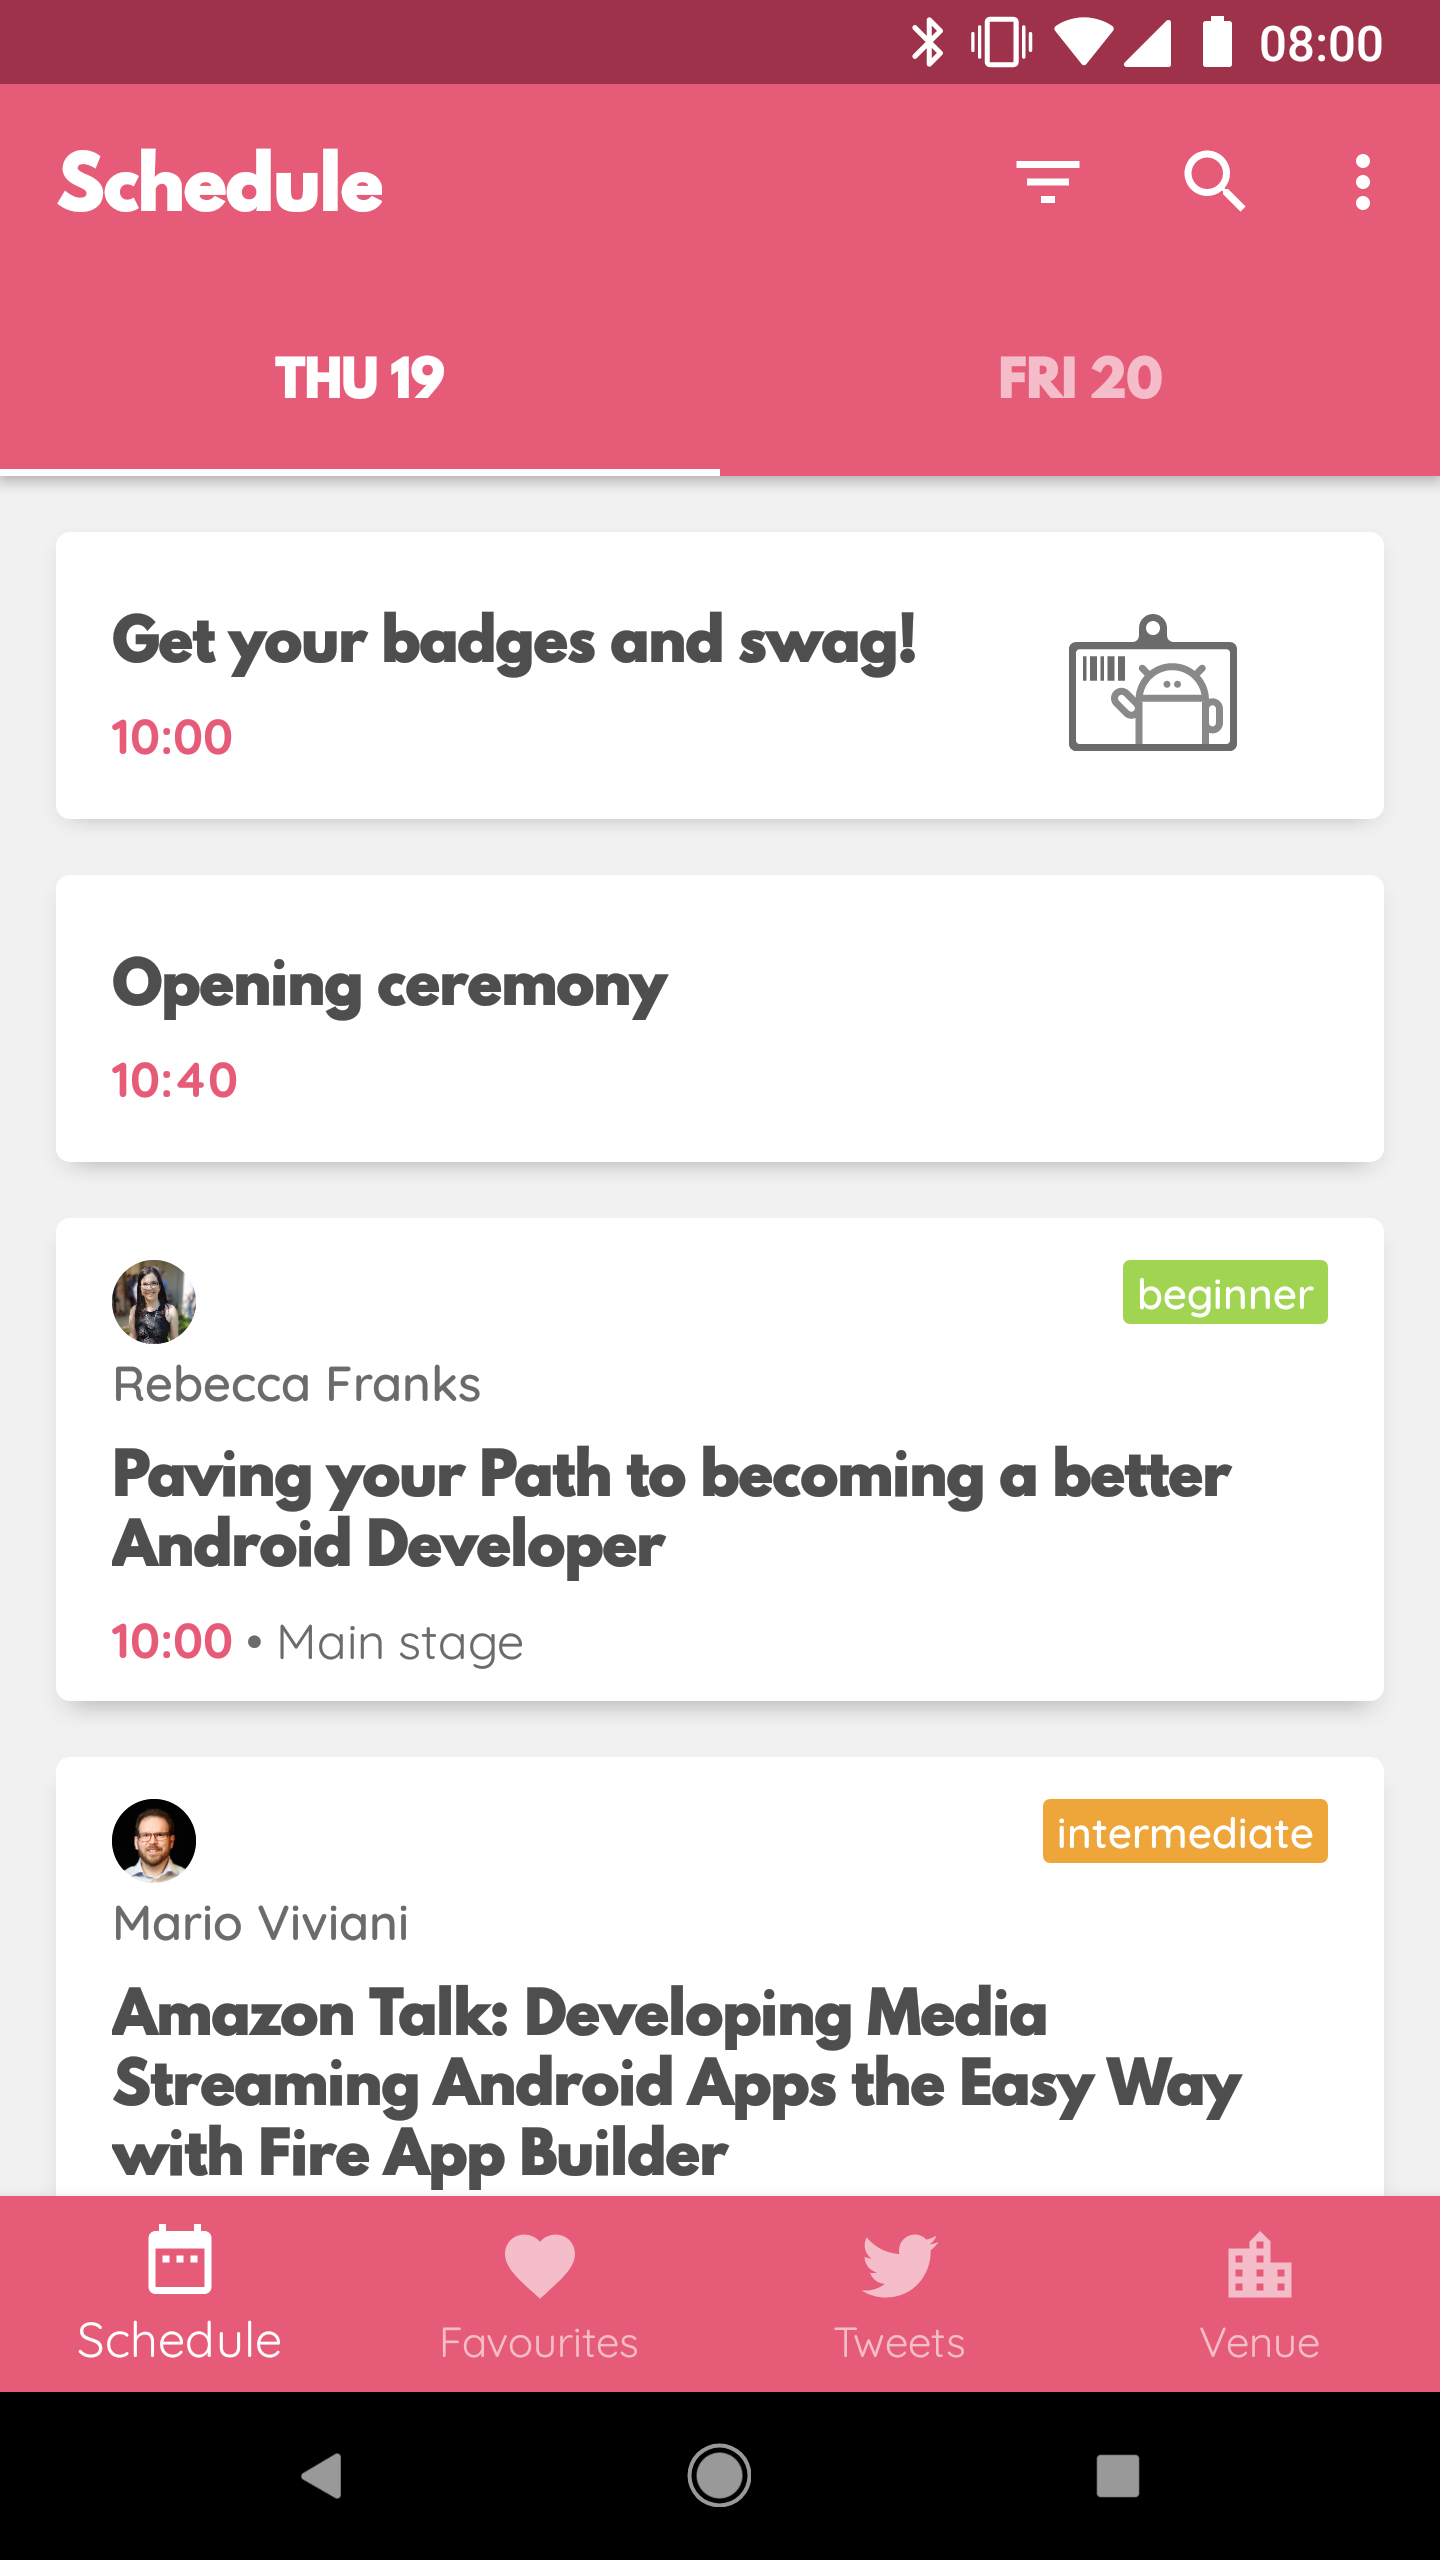 08:00
Schedule
THU 19
FRI 20
Get your badges and swag!
10:00
Opening ceremony
10:40
beginner
Rebecca Franks
Paving your Path to becoming a better
Android Developer
10:00 • Main stage
intermediate
Mario Viviani
Amazon Talk: Developing Media
Streaming Android Apps the Easy Way
with Fire App Builder
Schedule
Favourites
Tweets
Venue